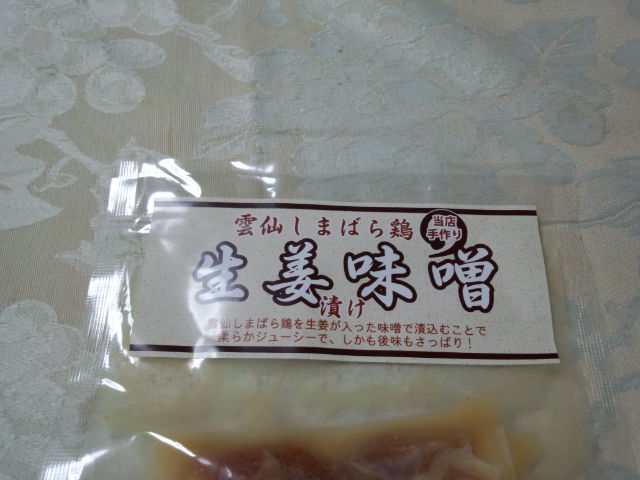 雲仙しまばら鶏
当店
手作り
生姜味噌
漬け
雲仙しまばら鶏を生姜が入った味噌で漬込むことで
柔らかジューシーで、しかも後味もさっぱり！